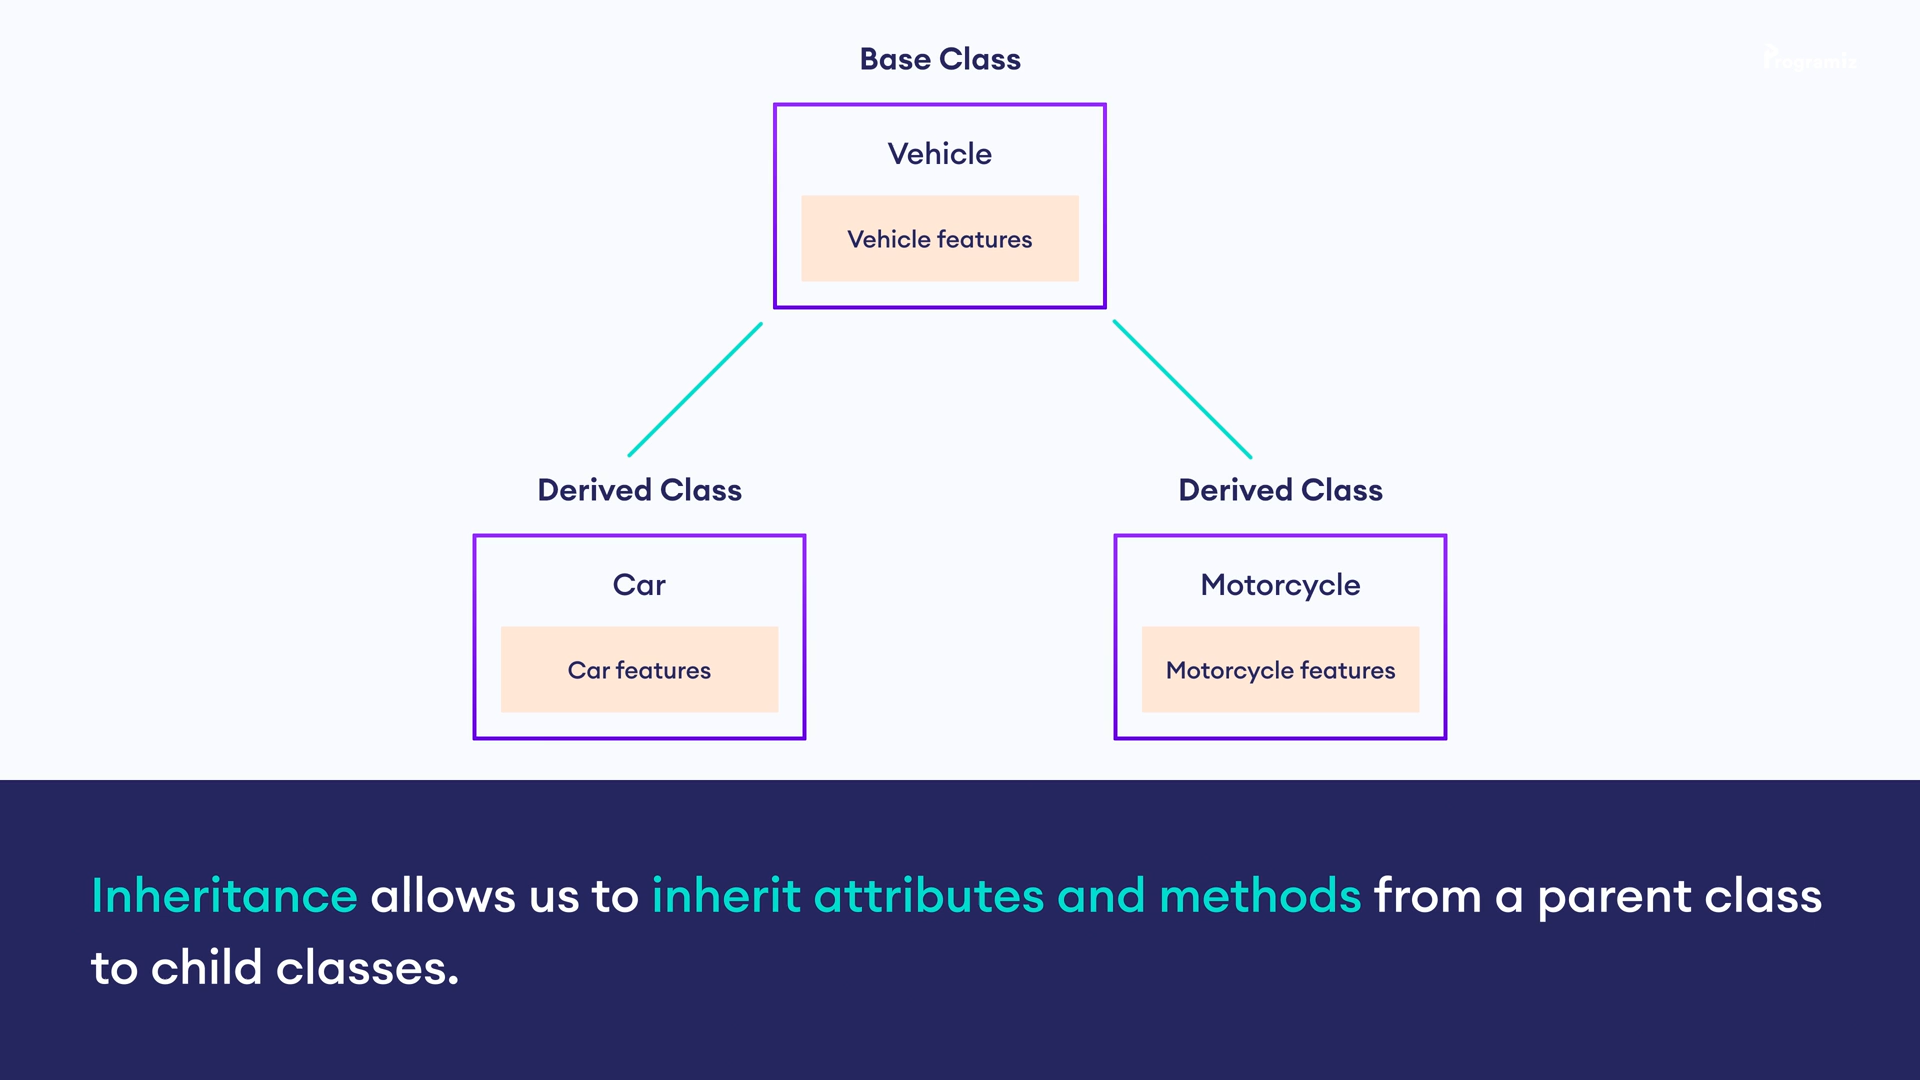 Base Class
Programiz
Vehicle
Vehicle features
Derived Class
Derived Class
Car
Motorcycle
Car features
Motorcycle features
Inheritance allows us to inherit attributes and methods from a parent class
to child classes.